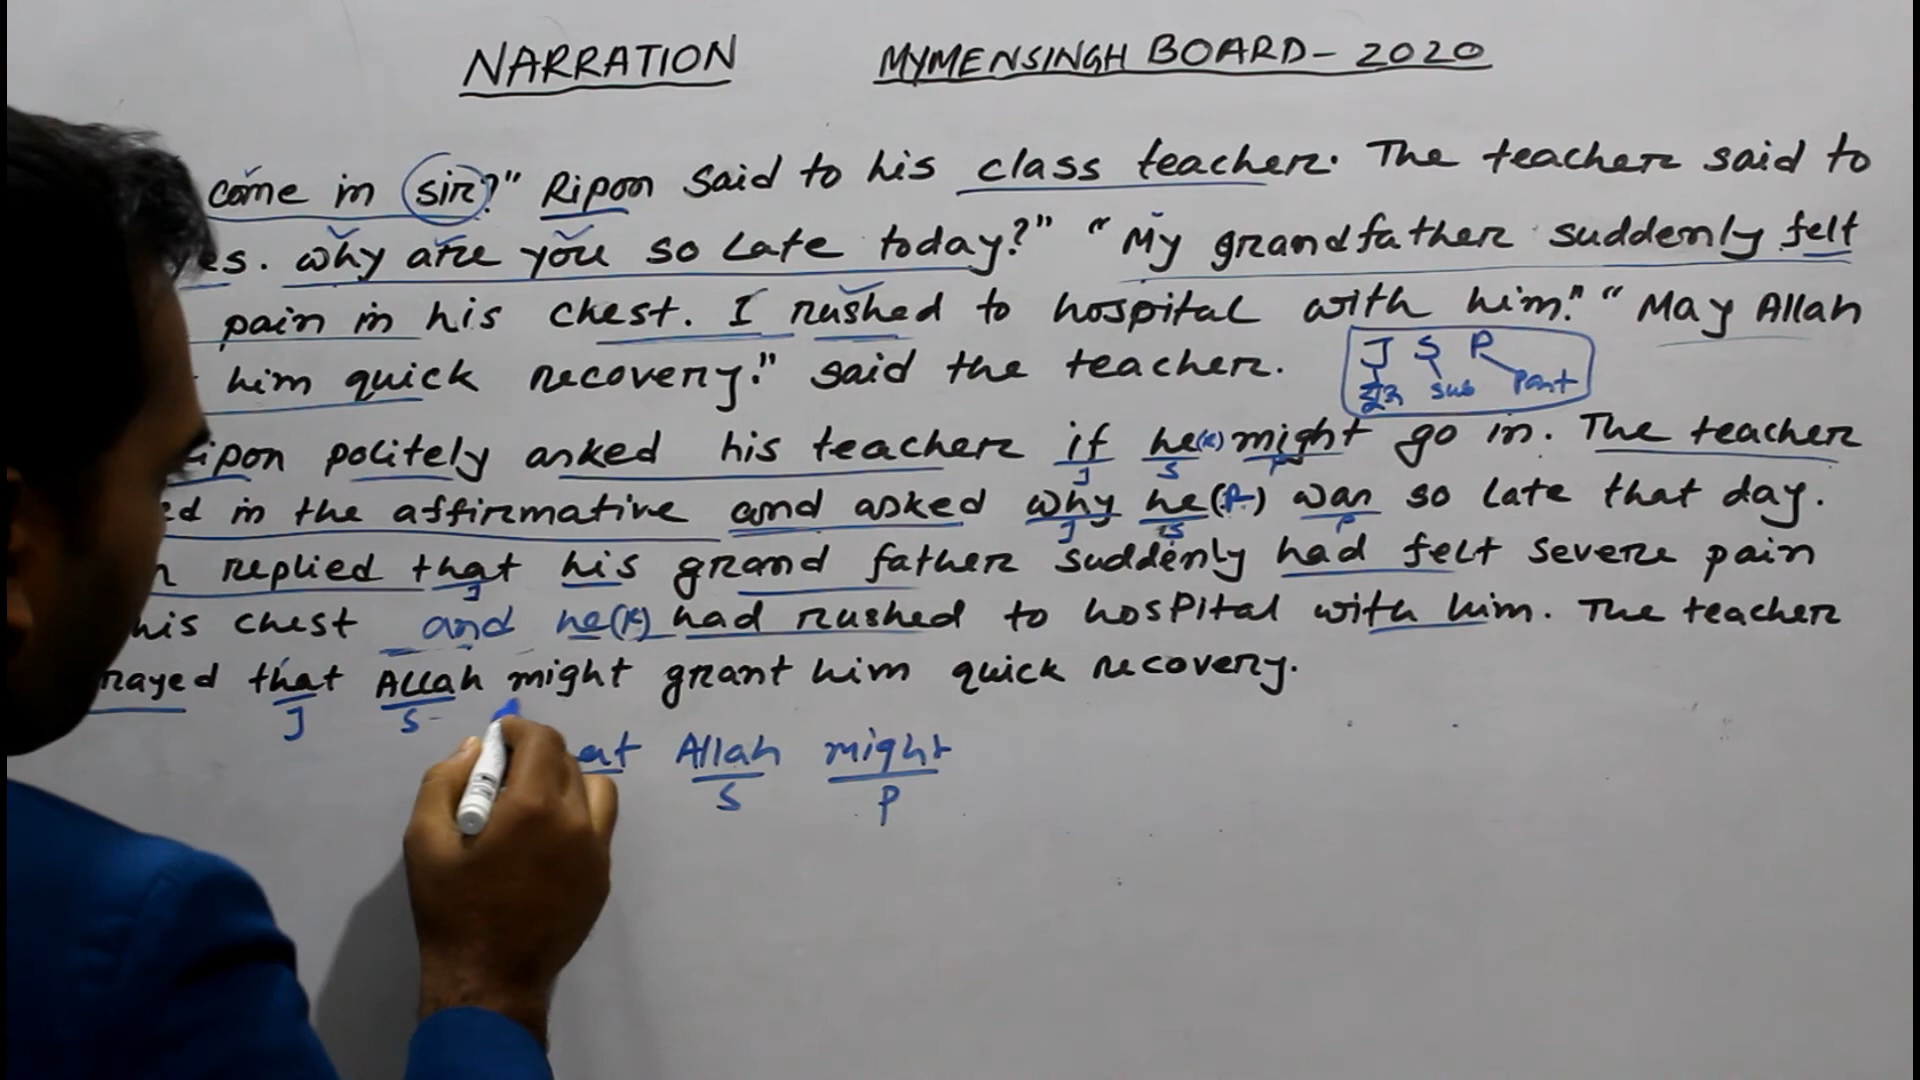 NARRATION MYMENSINGH BOARD - 2020
come in sir?" Ripon said to his class teacher. The teacher said to
yes. why are you so late today?" "My grandfather suddenly felt
pain in his chest. I rushed to hospital with him." "May Allah
him quick recovery." said the teacher.
J S P
sub part
ipon politely asked his teacher if he(R) might go in. The teacher
J S P
ed in the affirmative and asked why he(R) was so late that day.
J S P
replied that his grand father suddenly had felt severe pain
J
his chest and he(R) had rushed to hospital with him. The teacher
rayed that Allah might grant him quick recovery.
J S
at Allah might
S P